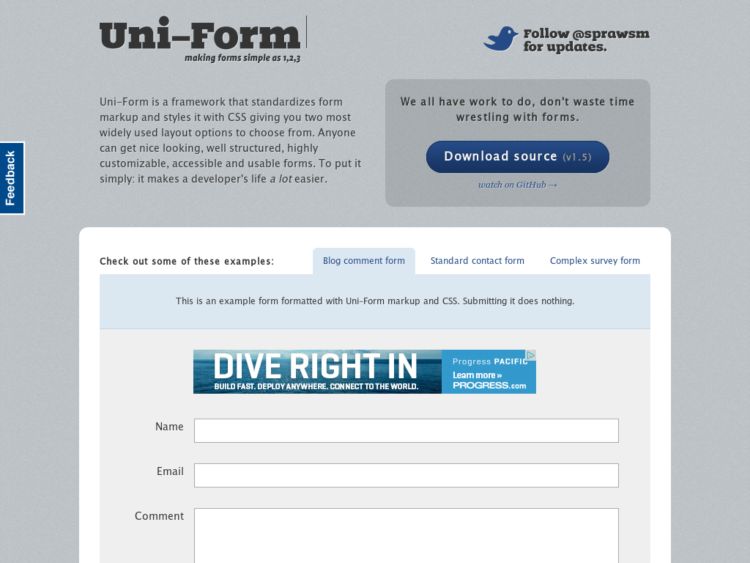 Uni-Form
making forms simple as 1,2,3
Follow @sprawsm
for updates.
Uni-Form is a framework that standardizes form
markup and styles it with CSS giving you two most
widely used layout options to choose from. Anyone
can get nice looking, well structured, highly
customizable, accessible and usable forms. To put it
simply: it makes a developer's life a lot easier.
We all have work to do, don't waste time
wrestling with forms.
Download source (v1.5)
watch on GitHub →
Feedback
Check out some of these examples:
Blog comment form
Standard contact form
Complex survey form
This is an example form formatted with Uni-Form markup and CSS. Submitting it does nothing.
DIVE RIGHT IN
BUILD FAST. DEPLOY ANYWHERE. CONNECT TO THE WORLD.
Progress PACIFIC
Learn more »
PROGRESS.com
Name
Email
Comment